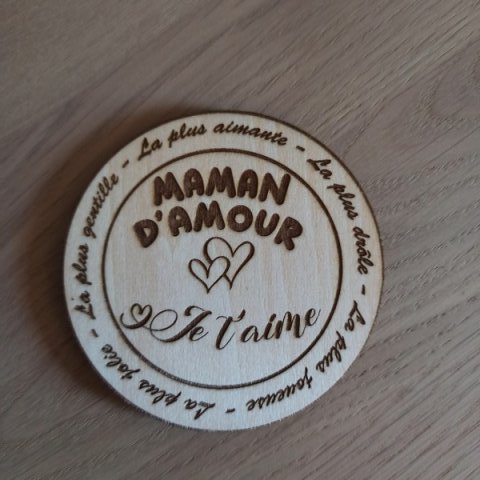 MAMAN
D'AMOUR
Je t'aime
La plus gentille - La plus aimante - La plus drôle - La plus joueuse - La plus jolie -